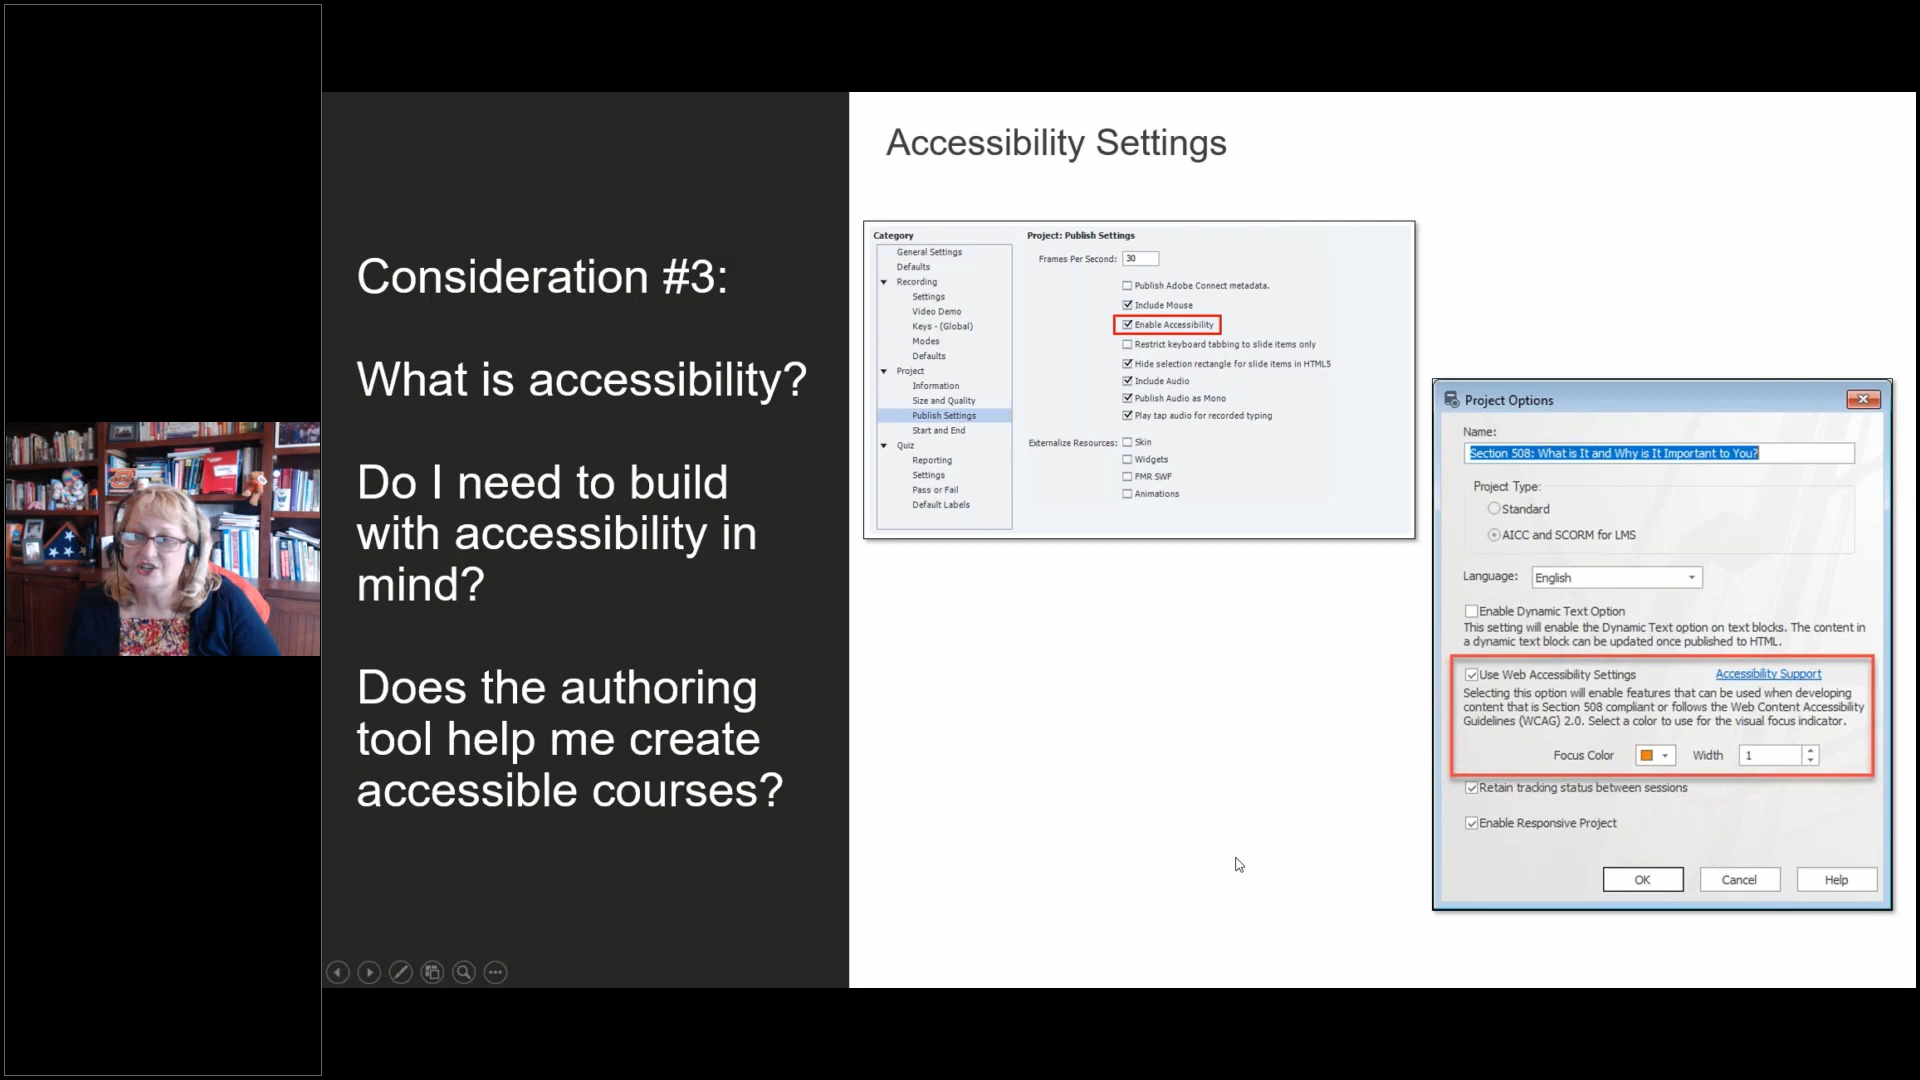 Consideration #3:
What is accessibility?
Do I need to build
with accessibility in
mind?
Does the authoring
tool help me create
accessible courses?
Accessibility Settings
Category
General Settings
Defaults
Recording
Settings
Video Demo
Keys - (Global)
Modes
Defaults
Project
Information
Size and Quality
Publish Settings
Start and End
Quiz
Reporting
Settings
Pass or Fail
Default Labels
Project: Publish Settings
Frames Per Second: 30
Publish Adobe Connect metadata.
Include Mouse
Enable Accessibility
Restrict keyboard tabbing to slide items only
Hide selection rectangle for slide items in HTML5
Include Audio
Publish Audio as Mono
Play tap audio for recorded typing
Externalize Resources: Skin
Widgets
FMR SWF
Animations
Project Options
Name:
Section 508: What is It and Why is It Important to You?
Project Type:
Standard
AICC and SCORM for LMS
Language: English
Enable Dynamic Text Option
This setting will enable the Dynamic Text option on text blocks. The content in
a dynamic text block can be updated once published to HTML.
Use Web Accessibility Settings Accessibility Support
Selecting this option will enable features that can be used when developing
content that is Section 508 compliant or follows the Web Content Accessibility
Guidelines (WCAG) 2.0. Select a color to use for the visual focus indicator.
Focus Color Width 1
Retain tracking status between sessions
Enable Responsive Project
OK Cancel Help